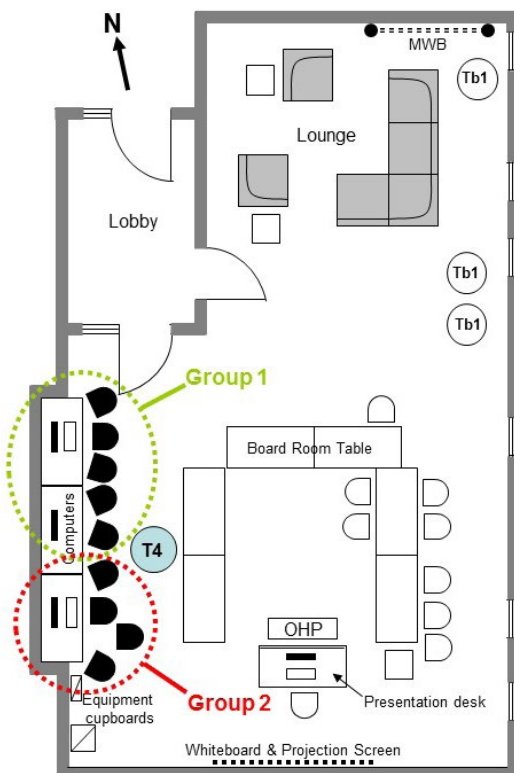 N
MWB
Tb1
Lounge
Lobby
Tb1
Tb1
Group 1
Board Room Table
Computers
T4
OHP
Group 2
Equipment
cupboards
Presentation desk
Whiteboard & Projection Screen